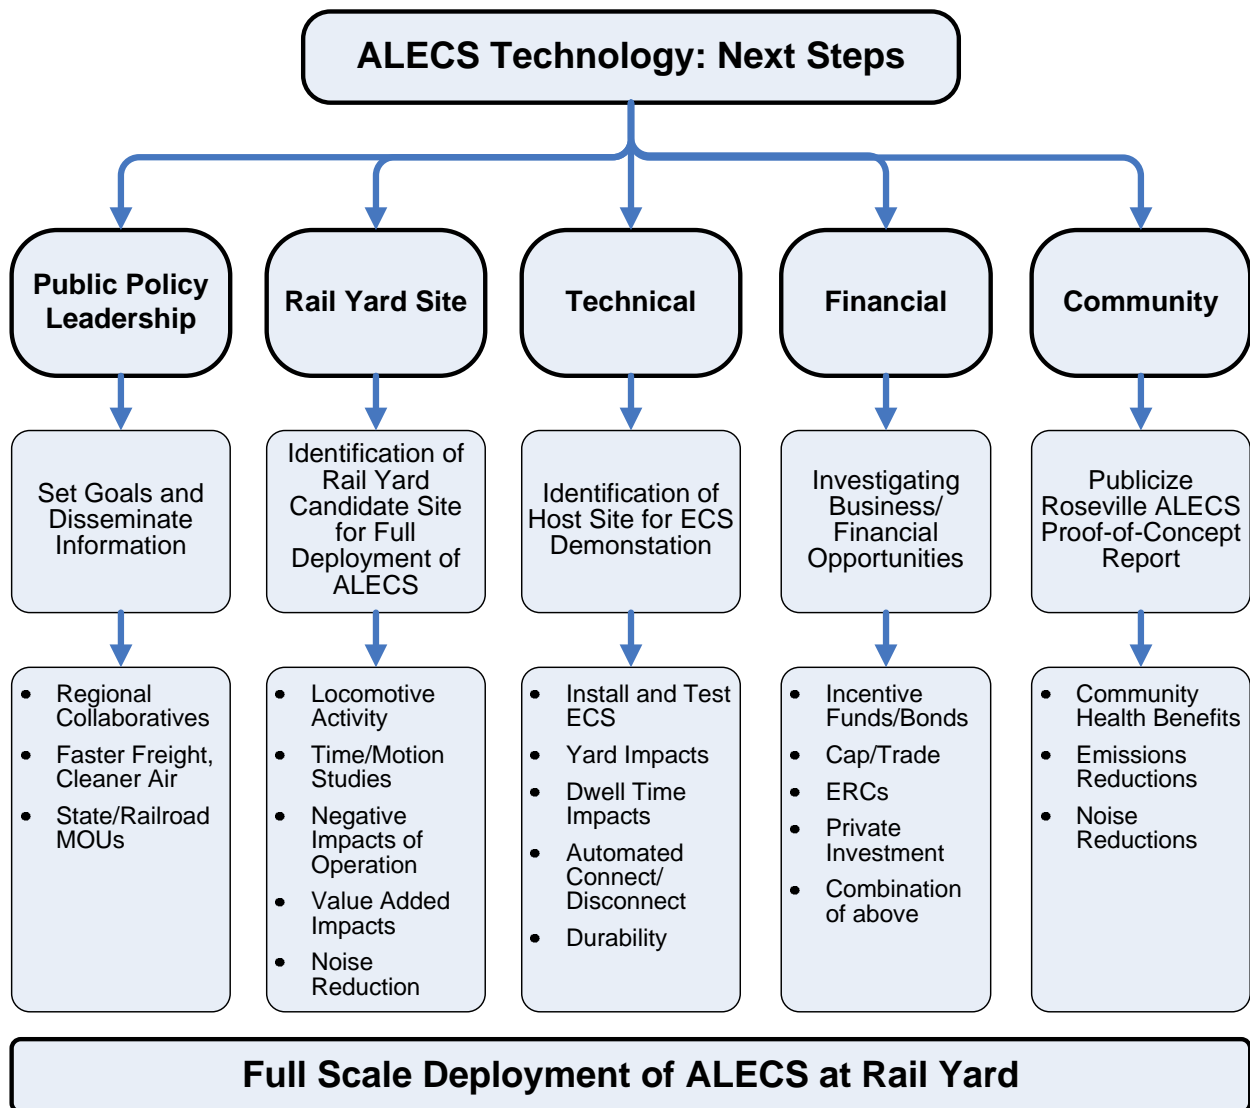 ALECS Technology: Next Steps
Public Policy
Leadership
Rail Yard Site
Technical
Financial
Community
Set Goals and
Disseminate
Information
Identification of
Rail Yard
Candidate Site
for Full
Deployment of
ALECS
Identification of
Host Site for ECS
Demonstation
Investigating
Business/
Financial
Opportunities
Publicize
Roseville ALECS
Proof-of-Concept
Report
• Regional
Collaboratives
• Faster Freight,
Cleaner Air
• State/Railroad
MOUs
• Locomotive
Activity
• Time/Motion
Studies
• Negative
Impacts of
Operation
• Value Added
Impacts
• Noise
Reduction
• Install and Test
ECS
• Yard Impacts
• Dwell Time
Impacts
• Automated
Connect/
Disconnect
• Durability
• Incentive
Funds/Bonds
• Cap/Trade
• ERCs
• Private
Investment
• Combination
of above
• Community
Health Benefits
• Emissions
Reductions
• Noise
Reductions
Full Scale Deployment of ALECS at Rail Yard